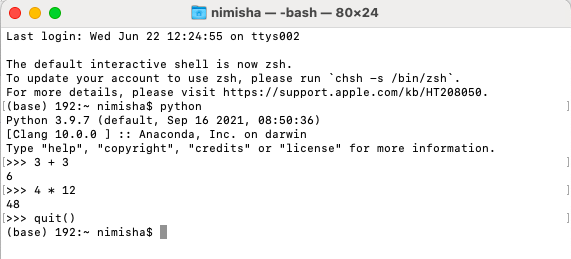 nimisha — -bash — 80×24
Last login: Wed Jun 22 12:24:55 on ttys002
The default interactive shell is now zsh.
To update your account to use zsh, please run `chsh -s /bin/zsh`.
For more details, please visit https://support.apple.com/kb/HT208050.
[(base) 192:~ nimisha$ python ]
Python 3.9.7 (default, Sep 16 2021, 08:50:36)
[Clang 10.0.0 ] :: Anaconda, Inc. on darwin
Type "help", "copyright", "credits" or "license" for more information.
[>>> 3 + 3 ]
6
[>>> 4 * 12 ]
48
[>>> quit() ]
(base) 192:~ nimisha$